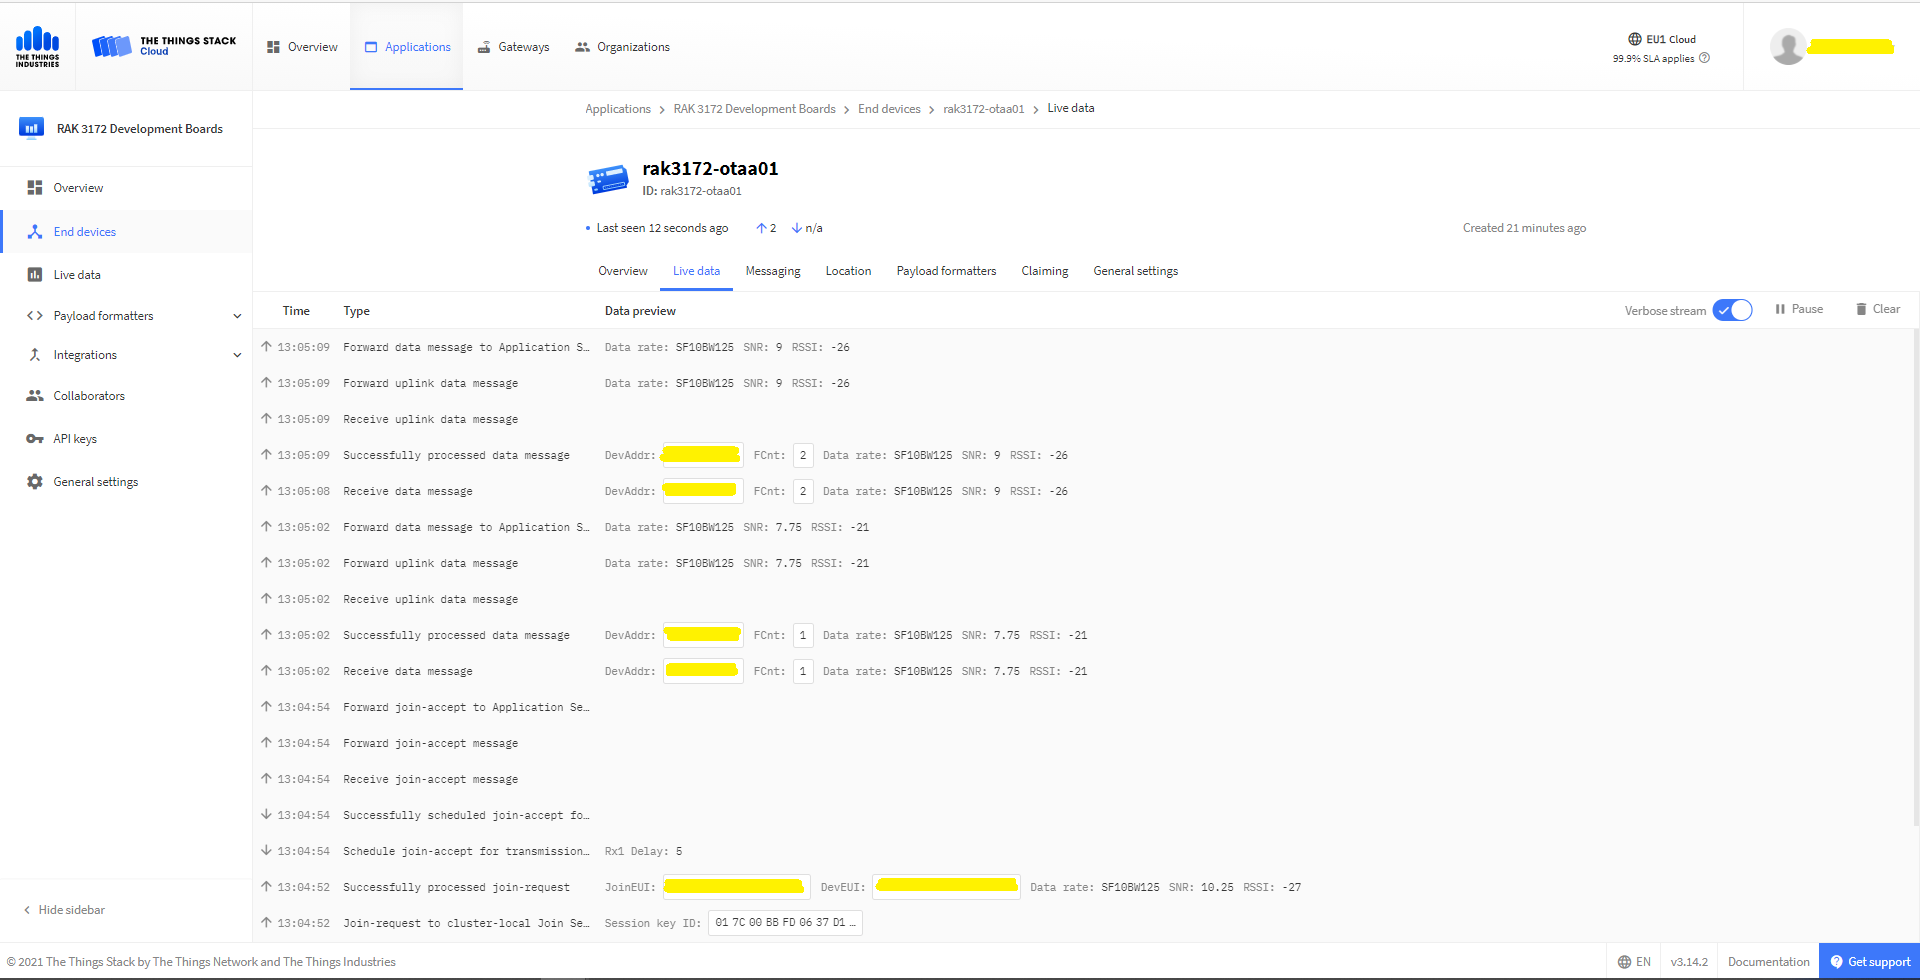 THE THINGS INDUSTRIES
THE THINGS STACK
Cloud
Overview
Applications
Gateways
Organizations
EU1 Cloud
99.9% SLA applies
RAK 3172 Development Boards
Overview
End devices
Live data
Payload formatters
Integrations
Collaborators
API keys
General settings
Hide sidebar
Applications > RAK 3172 Development Boards > End devices > rak3172-otaa01 > Live data
rak3172-otaa01
ID: rak3172-otaa01
Last seen 12 seconds ago ↑ 2 ↓ n/a Created 21 minutes ago
Overview Live data Messaging Location Payload formatters Claiming General settings
Time Type Data preview Verbose stream Pause Clear
↑ 13:05:09 Forward data message to Application S… Data rate: SF10BW125 SNR: 9 RSSI: -26
↑ 13:05:09 Forward uplink data message Data rate: SF10BW125 SNR: 9 RSSI: -26
↑ 13:05:09 Receive uplink data message
↑ 13:05:09 Successfully processed data message DevAddr: FCnt: 2 Data rate: SF10BW125 SNR: 9 RSSI: -26
↑ 13:05:08 Receive data message DevAddr: FCnt: 2 Data rate: SF10BW125 SNR: 9 RSSI: -26
↑ 13:05:02 Forward data message to Application S… Data rate: SF10BW125 SNR: 7.75 RSSI: -21
↑ 13:05:02 Forward uplink data message Data rate: SF10BW125 SNR: 7.75 RSSI: -21
↑ 13:05:02 Receive uplink data message
↑ 13:05:02 Successfully processed data message DevAddr: FCnt: 1 Data rate: SF10BW125 SNR: 7.75 RSSI: -21
↑ 13:05:02 Receive data message DevAddr: FCnt: 1 Data rate: SF10BW125 SNR: 7.75 RSSI: -21
↑ 13:04:54 Forward join-accept to Application Se…
↑ 13:04:54 Forward join-accept message
↑ 13:04:54 Receive join-accept message
↓ 13:04:54 Successfully scheduled join-accept fo…
↓ 13:04:54 Schedule join-accept for transmission… Rx1 Delay: 5
↑ 13:04:52 Successfully processed join-request JoinEUI: DevEUI: Data rate: SF10BW125 SNR: 10.25 RSSI: -27
↑ 13:04:52 Join-request to cluster-local Join Se… Session key ID: 01 7C 00 BB FD 06 37 D1 …
© 2021 The Things Stack by The Things Network and The Things Industries
EN
v3.14.2
Documentation
Get support